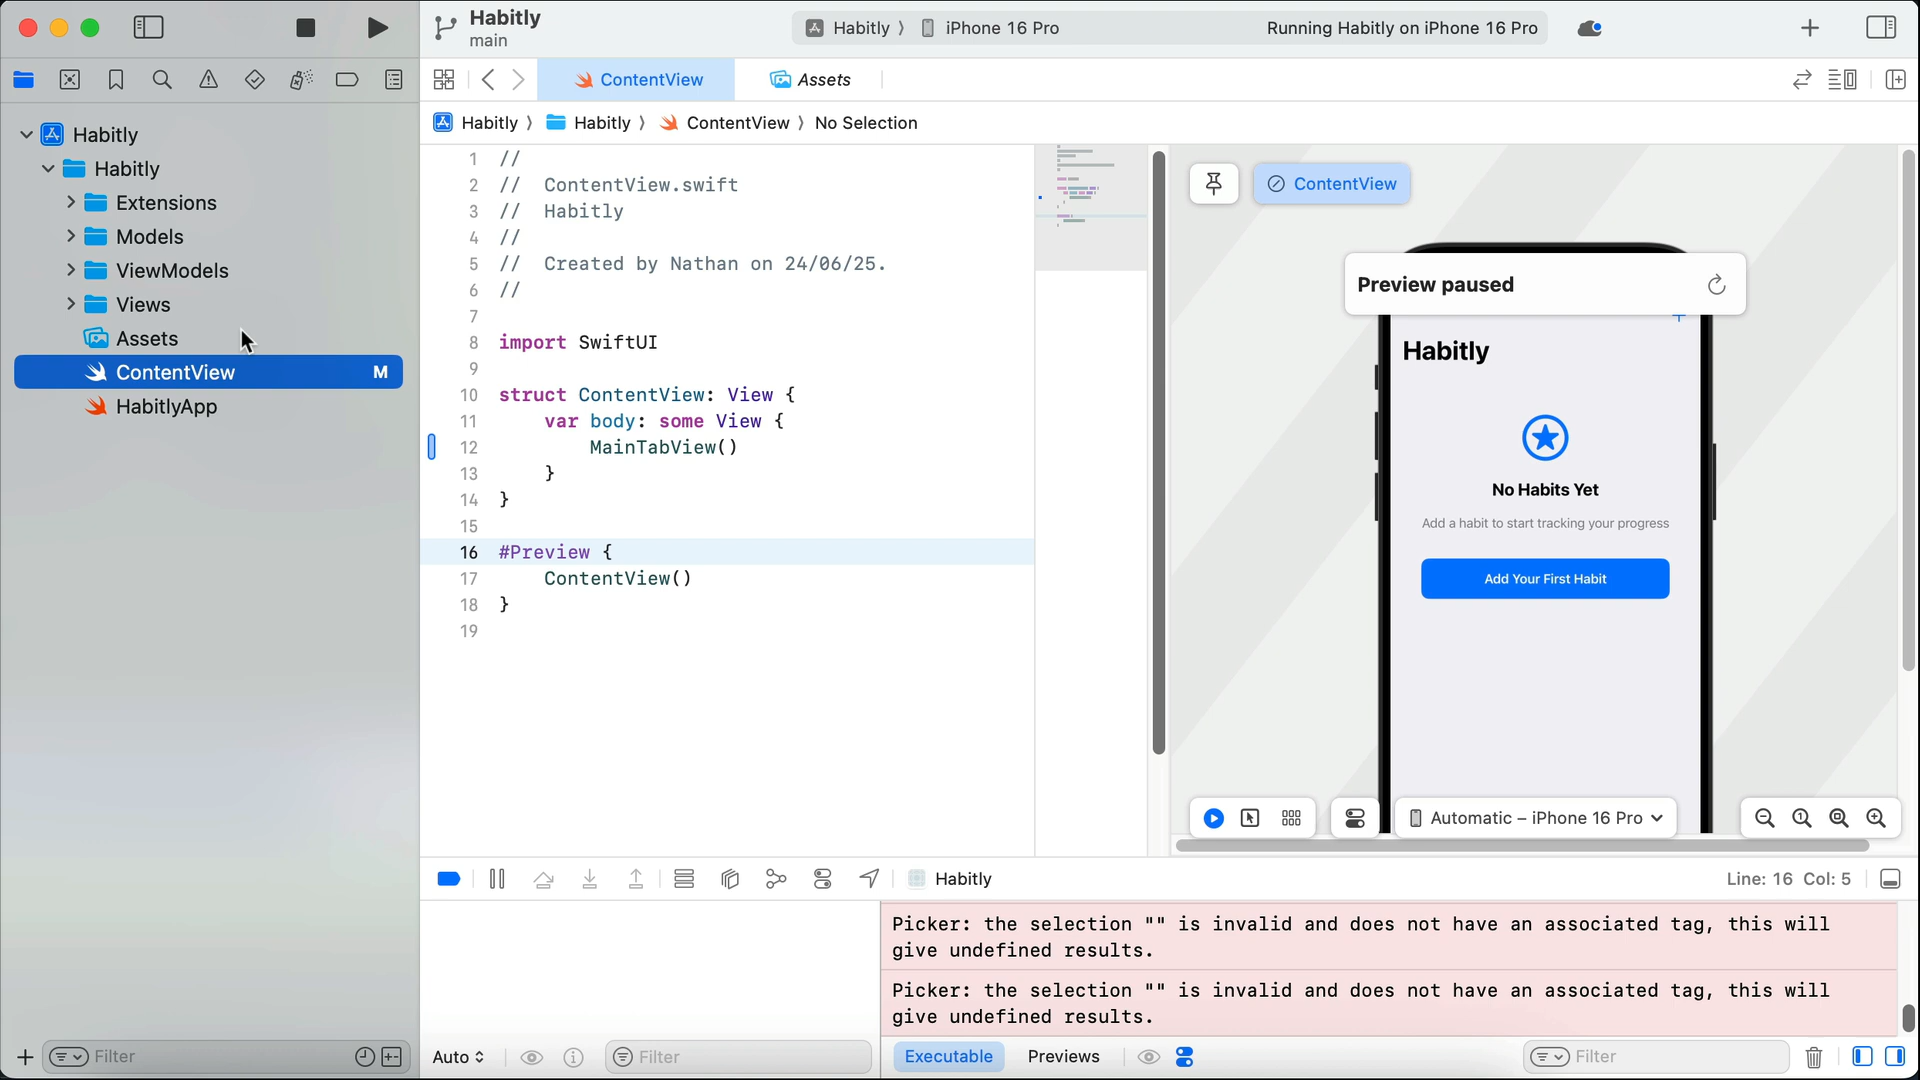 Habitly
main
Habitly 〉 iPhone 16 Pro
Running Habitly on iPhone 16 Pro
ContentView
Assets
Habitly 〉 Habitly 〉 ContentView 〉 No Selection
Habitly
Habitly
Extensions
Models
ViewModels
Views
Assets
ContentView M
HabitlyApp
Filter
1 //
2 //  ContentView.swift
3 //  Habitly
4 //
5 //  Created by Nathan on 24/06/25.
6 //
7
8 import SwiftUI
9
10 struct ContentView: View {
11     var body: some View {
12         MainTabView()
13     }
14 }
15
16 #Preview {
17     ContentView()
18 }
19
ContentView
Preview paused
Habitly
No Habits Yet
Add a habit to start tracking your progress
Add Your First Habit
Automatic – iPhone 16 Pro
Habitly
Line: 16 Col: 5
Picker: the selection "" is invalid and does not have an associated tag, this will
give undefined results.
Picker: the selection "" is invalid and does not have an associated tag, this will
give undefined results.
Auto
Filter
Executable
Previews
Filter